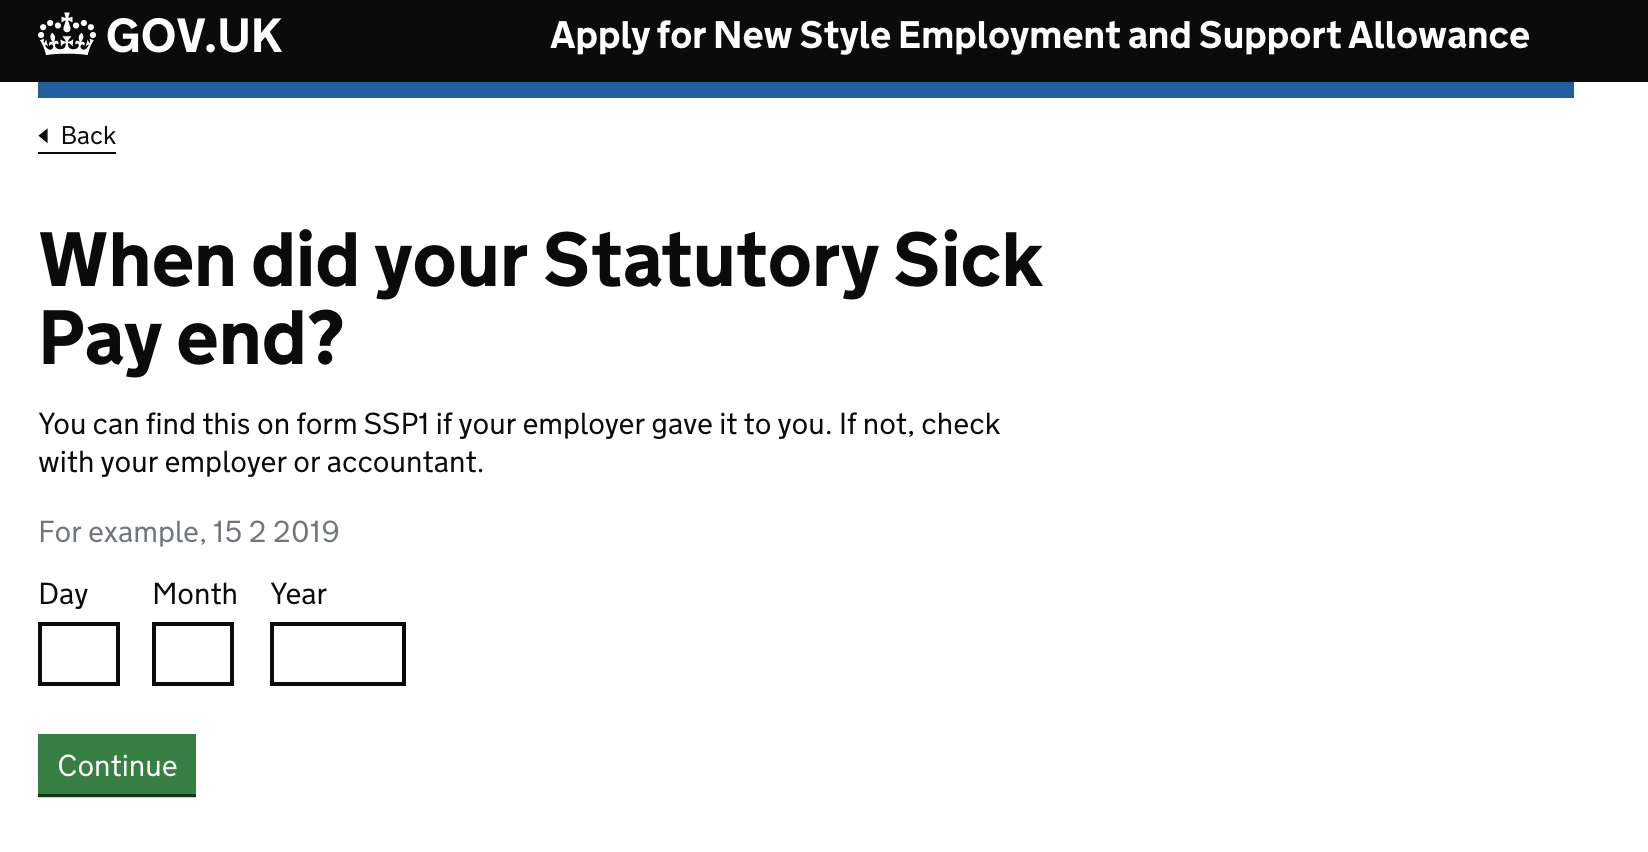 GOV.UK
Apply for New Style Employment and Support Allowance
Back
When did your Statutory Sick
Pay end?
You can find this on form SSP1 if your employer gave it to you. If not, check
with your employer or accountant.
For example, 15 2 2019
Day Month Year
Continue